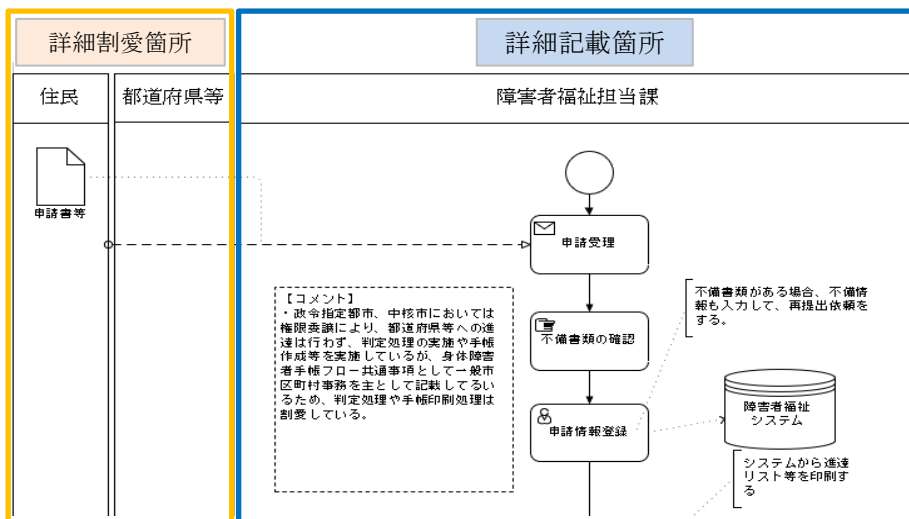 詳細割愛箇所
詳細記載箇所
住民
都道府県等
障害者福祉担当課
申請書等
申請受理
【コメント】
・政令指定都市、中核市においては
権限委譲により、都道府県等への進
達は行わず、判定処理の実施や手帳
作成等を実施しているが、身体障害
者手帳フロー共通事項として一般市
区町村事務を主として記載してるい
るため、判定処理や手帳印刷処理は
割愛している。
不備書類の確認
不備書類がある場合、不備情
報も入力して、再提出依頼を
する。
申請情報登録
障害者福祉
システム
システムから進達
リスト等を印刷す
る